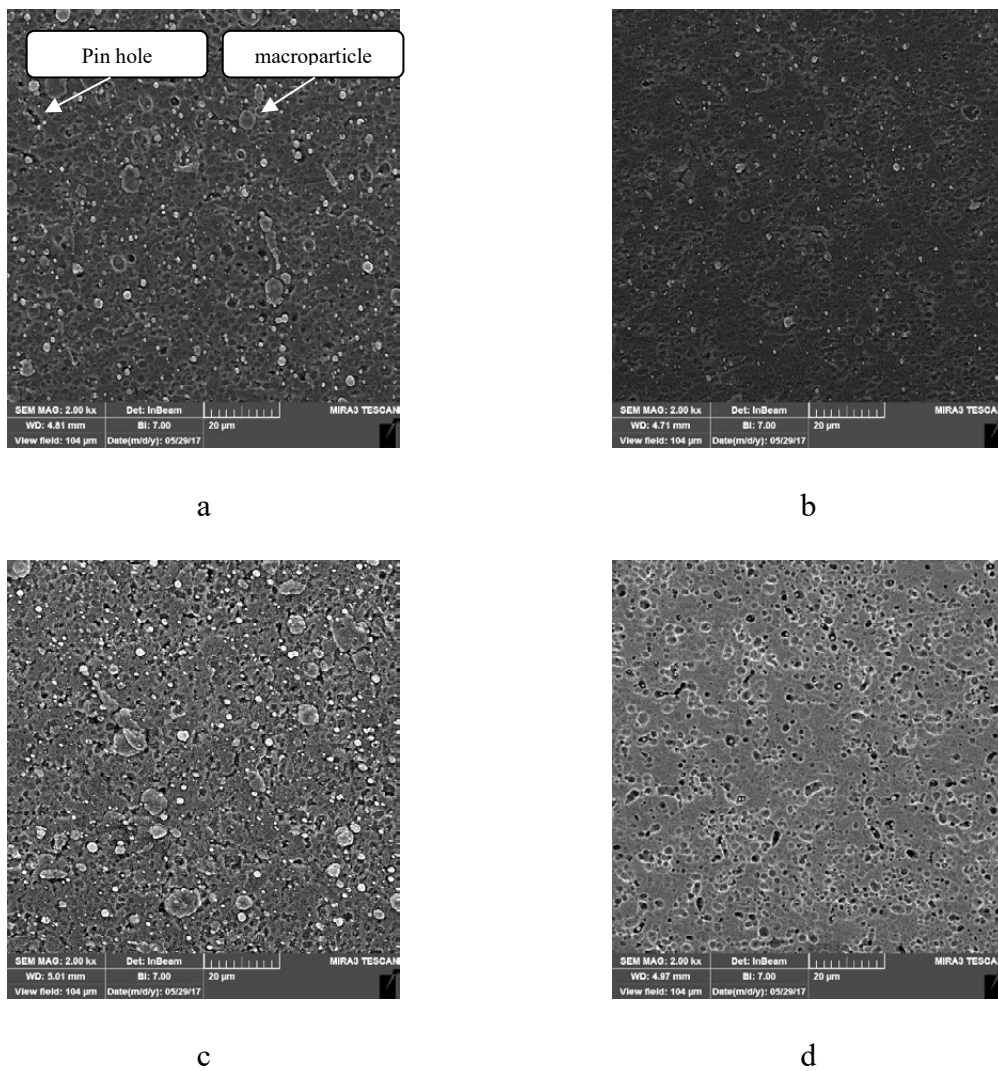 Pin hole
macroparticle
SEM MAG: 2.00 kx
Det: InBeam
MIRA3 TESCAN
WD: 4.81 mm
BI: 7.00
20 µm
View field: 104 µm
Date(m/d/y): 05/29/17
SEM MAG: 2.00 kx
Det: InBeam
MIRA3 TESCA
WD: 4.71 mm
BI: 7.00
20 µm
View field: 104 µm
Date(m/d/y): 05/29/17
a
b
SEM MAG: 2.00 kx
Det: InBeam
MIRA3 TESCAN
WD: 5.01 mm
BI: 7.00
20 µm
View field: 104 µm
Date(m/d/y): 05/29/17
SEM MAG: 2.00 kx
Det: InBeam
MIRA3 TESCA
WD: 4.97 mm
BI: 7.00
20 µm
View field: 104 µm
Date(m/d/y): 05/29/17
c
d